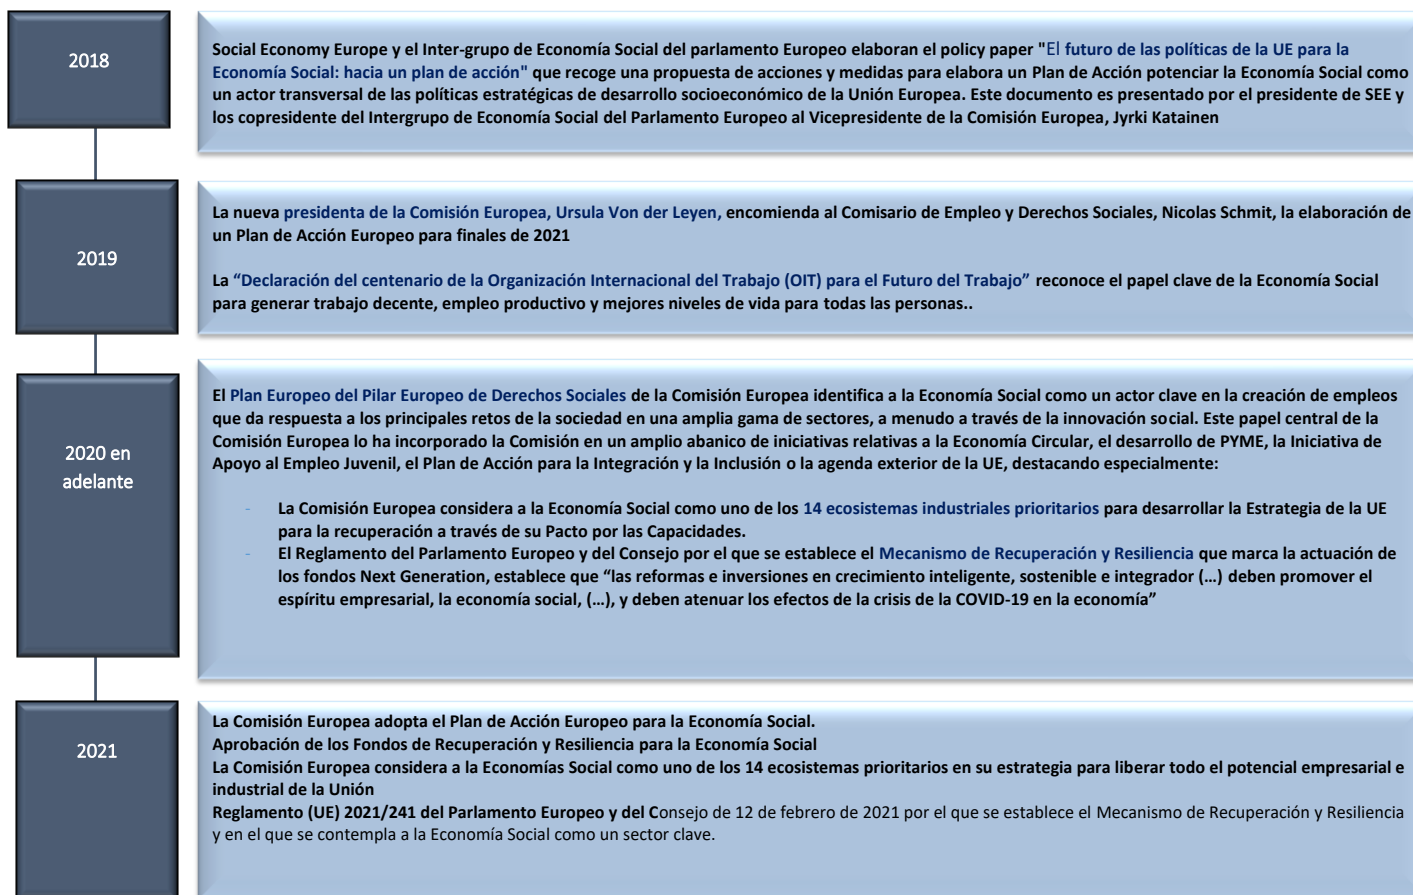 2018
Social Economy Europe y el Inter-grupo de Economía Social del parlamento Europeo elaboran el policy paper "El futuro de las políticas de la UE para la
Economía Social: hacia un plan de acción" que recoge una propuesta de acciones y medidas para elabora un Plan de Acción potenciar la Economía Social como
un actor transversal de las políticas estratégicas de desarrollo socioeconómico de la Unión Europea. Este documento es presentado por el presidente de SEE y
los copresidente del Intergrupo de Economía Social del Parlamento Europeo al Vicepresidente de la Comisión Europea, Jyrki Katainen
2019
La nueva presidenta de la Comisión Europea, Ursula Von der Leyen, encomienda al Comisario de Empleo y Derechos Sociales, Nicolas Schmit, la elaboración de
un Plan de Acción Europeo para finales de 2021
La “Declaración del centenario de la Organización Internacional del Trabajo (OIT) para el Futuro del Trabajo” reconoce el papel clave de la Economía Social
para generar trabajo decente, empleo productivo y mejores niveles de vida para todas las personas..
2020 en
adelante
El Plan Europeo del Pilar Europeo de Derechos Sociales de la Comisión Europea identifica a la Economía Social como un actor clave en la creación de empleos
que da respuesta a los principales retos de la sociedad en una amplia gama de sectores, a menudo a través de la innovación social. Este papel central de la
Comisión Europea lo ha incorporado la Comisión en un amplio abanico de iniciativas relativas a la Economía Circular, el desarrollo de PYME, la Iniciativa de
Apoyo al Empleo Juvenil, el Plan de Acción para la Integración y la Inclusión o la agenda exterior de la UE, destacando especialmente:
- La Comisión Europea considera a la Economía Social como uno de los 14 ecosistemas industriales prioritarios para desarrollar la Estrategia de la UE
para la recuperación a través de su Pacto por las Capacidades.
- El Reglamento del Parlamento Europeo y del Consejo por el que se establece el Mecanismo de Recuperación y Resiliencia que marca la actuación de
los fondos Next Generation, establece que “las reformas e inversiones en crecimiento inteligente, sostenible e integrador (…) deben promover el
espíritu empresarial, la economía social, (…), y deben atenuar los efectos de la crisis de la COVID-19 en la economía”
2021
La Comisión Europea adopta el Plan de Acción Europeo para la Economía Social.
Aprobación de los Fondos de Recuperación y Resiliencia para la Economía Social
La Comisión Europea considera a la Economías Social como uno de los 14 ecosistemas prioritarios en su estrategia para liberar todo el potencial empresarial e
industrial de la Unión
Reglamento (UE) 2021/241 del Parlamento Europeo y del Consejo de 12 de febrero de 2021 por el que se establece el Mecanismo de Recuperación y Resiliencia
y en el que se contempla a la Economía Social como un sector clave.